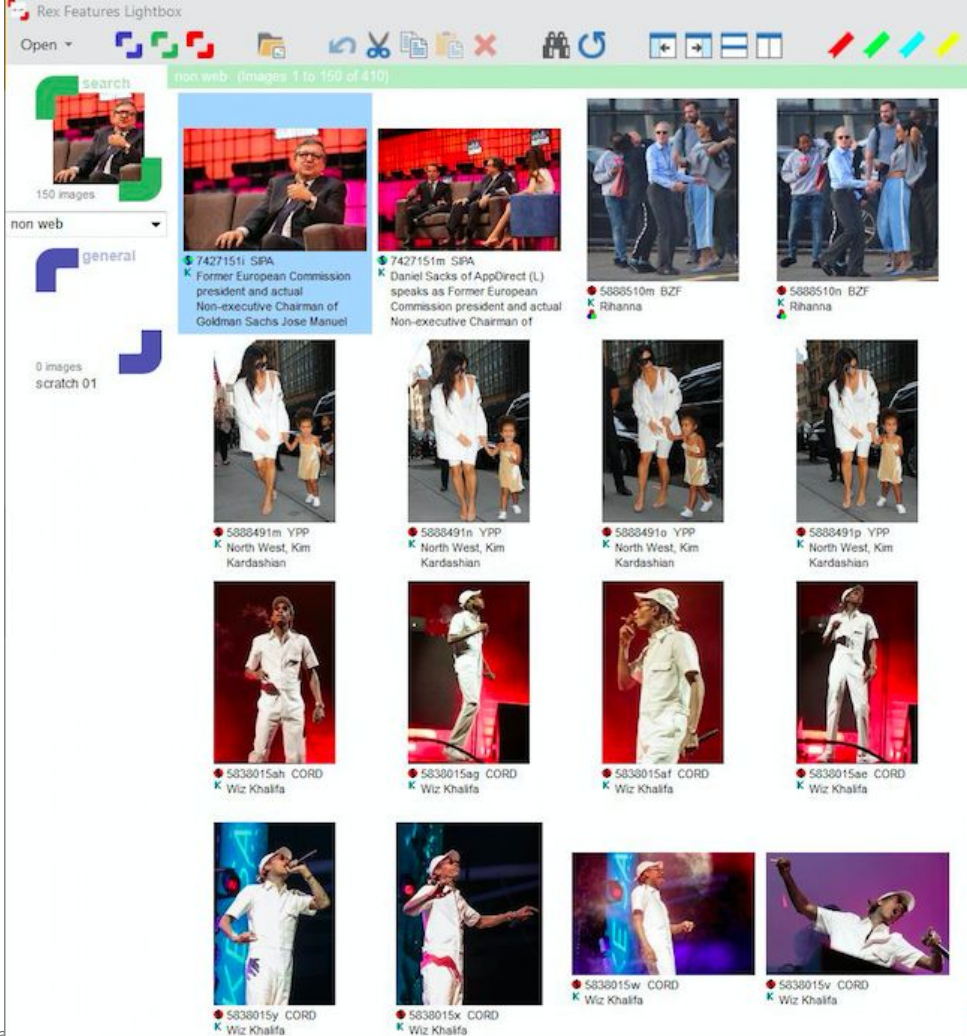 Rex Features Lightbox
Open
search
150 images
non web
general
0 images
scratch 01
non web (Images 1 to 150 of 410)
7427151i SIPA
Former European Commission
president and actual
Non-executive Chairman of
Goldman Sachs Jose Manuel
7427151m SIPA
Daniel Sacks of AppDirect (L)
speaks as Former European
Commission president and actual
Non-executive Chairman of
5888510m BZF
Rihanna
5888510n BZF
Rihanna
5888491m YPP
North West, Kim
Kardashian
5888491n YPP
North West, Kim
Kardashian
5888491o YPP
North West, Kim
Kardashian
5888491p YPP
North West, Kim
Kardashian
5838015ah CORD
Wiz Khalifa
5838015ag CORD
Wiz Khalifa
5838015af CORD
Wiz Khalifa
5838015ae CORD
Wiz Khalifa
5838015y CORD
Wiz Khalifa
5838015x CORD
Wiz Khalifa
5838015w CORD
Wiz Khalifa
5838015v CORD
Wiz Khalifa